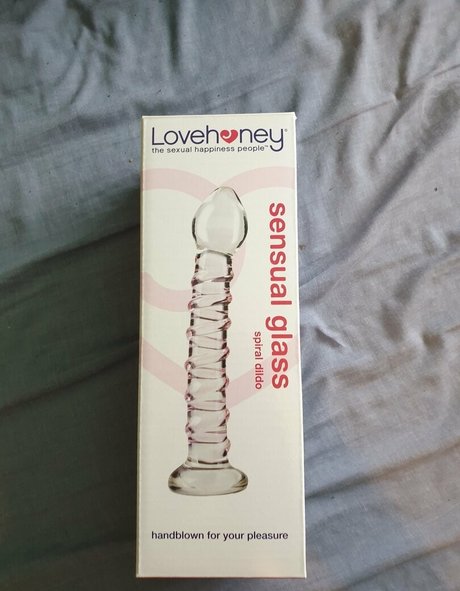 Lovehoney®
the sexual happiness people™
sensual glass
spiral dildo
handblown for your pleasure